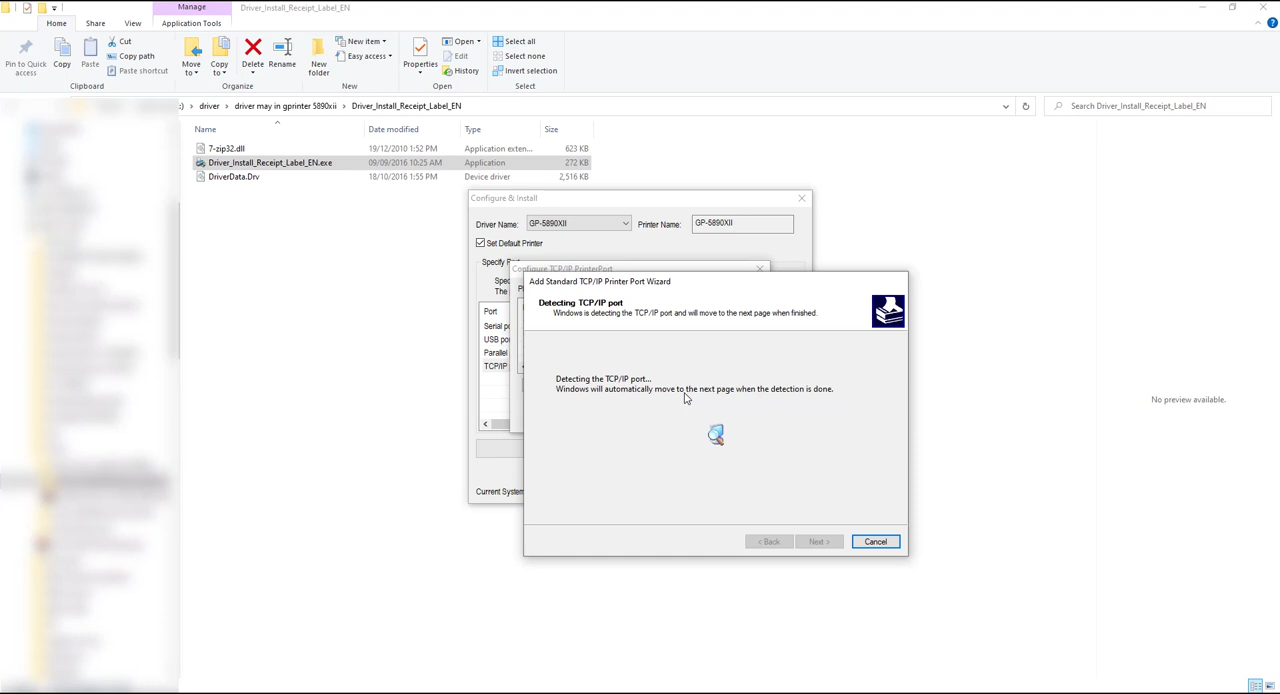 Manage
Driver_Install_Receipt_Label_EN
Home
Share
View
Application Tools
Pin to Quick access
Copy
Paste
Cut
Copy path
Paste shortcut
Move to
Copy to
Delete
Rename
New folder
New item
Easy access
Properties
Open
Edit
History
Select all
Select none
Invert selection
Clipboard
Organize
New
Open
Select
driver › driver may in gprinter 5890xii › Driver_Install_Receipt_Label_EN
Search Driver_Install_Receipt_Label_EN
Name Date modified Type Size
7-zip32.dll 19/12/2010 1:52 PM Application exten... 623 KB
Driver_Install_Receipt_Label_EN.exe 09/09/2016 10:25 AM Application 272 KB
DriverData.Drv 18/10/2016 1:55 PM Device driver 2,516 KB
Configure & Install
Driver Name: GP-5890XII Printer Name: GP-5890XII
Set Default Printer
Specify
Configure TCP/IP PrinterPort
The
Port
Serial
USB
Parallel
TCP/IP
Current System
Add Standard TCP/IP Printer Port Wizard
Detecting TCP/IP port
Windows is detecting the TCP/IP port and will move to the next page when finished.
Detecting the TCP/IP port...
Windows will automatically move to the next page when the detection is done.
< Back Next > Cancel
No preview available.